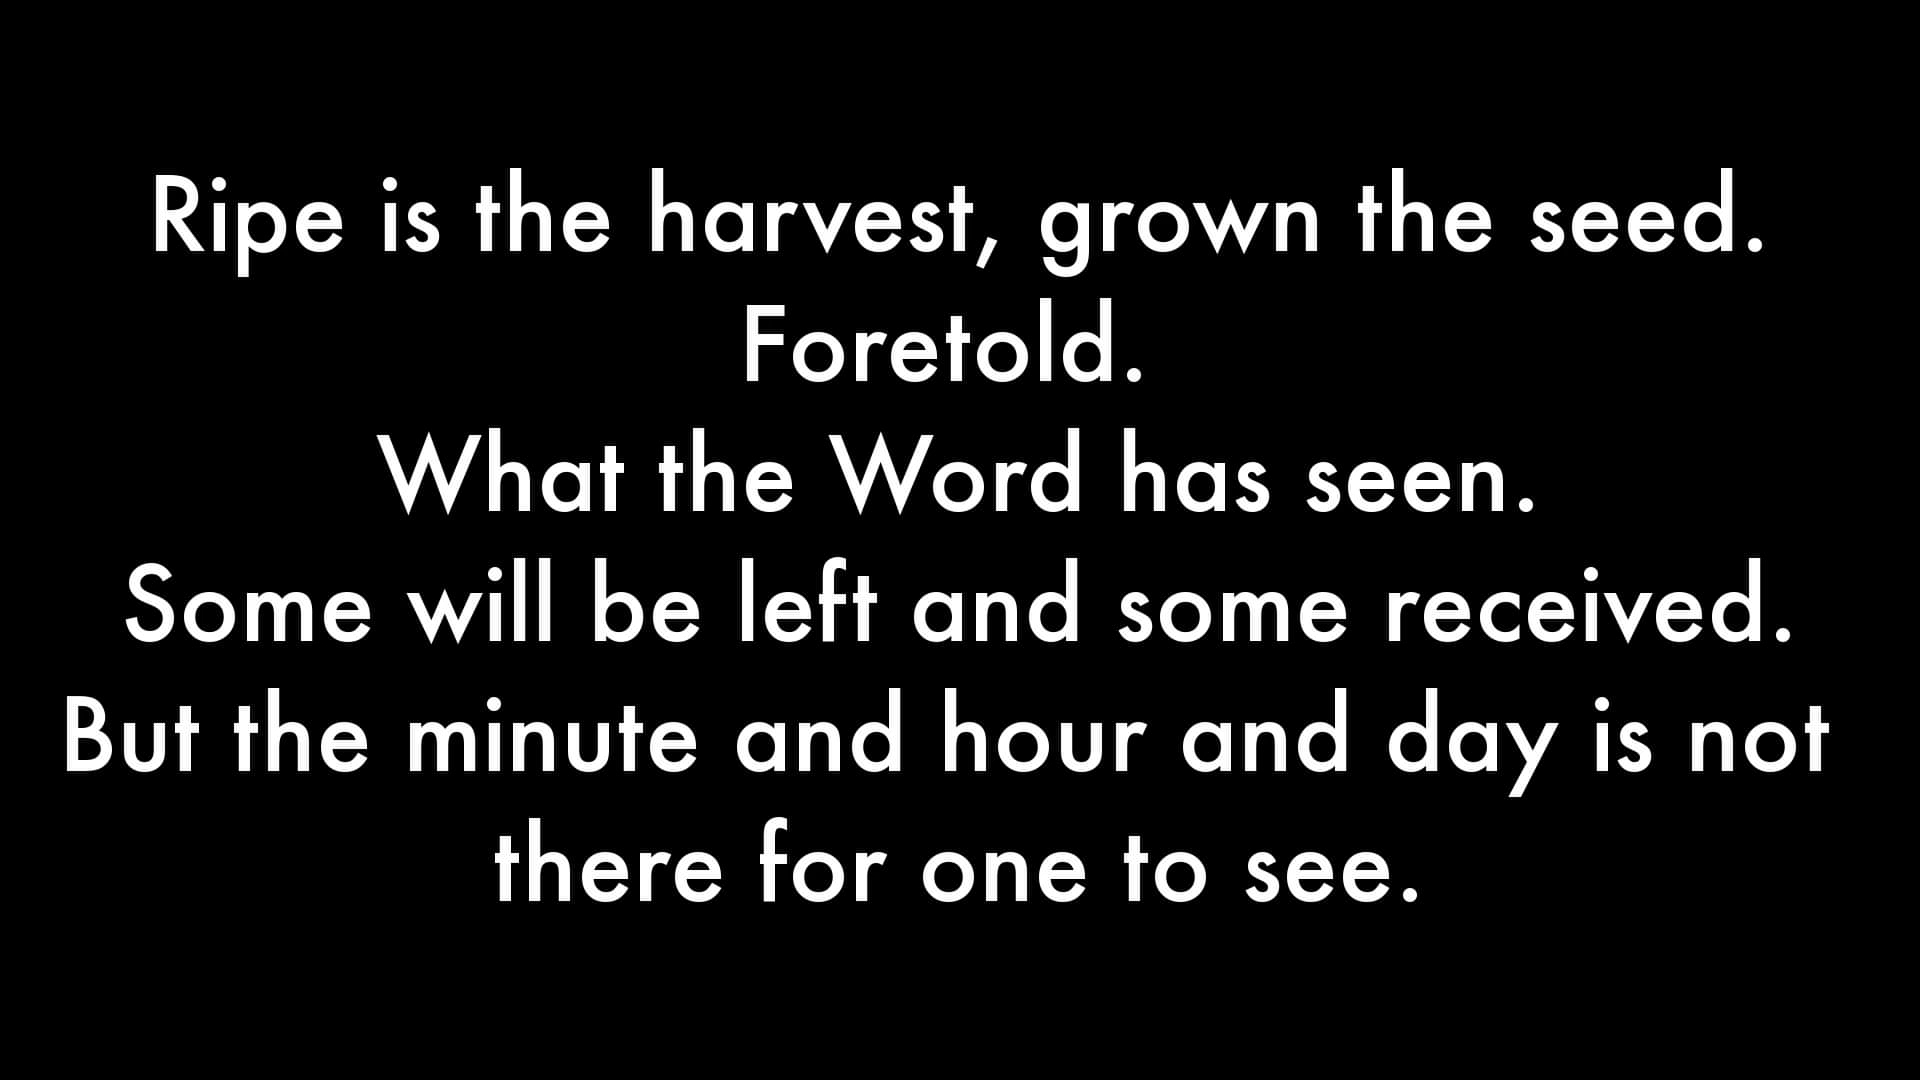 Ripe is the harvest, grown the seed.
Foretold.
What the Word has seen.
Some will be left and some received.
But the minute and hour and day is not
there for one to see.